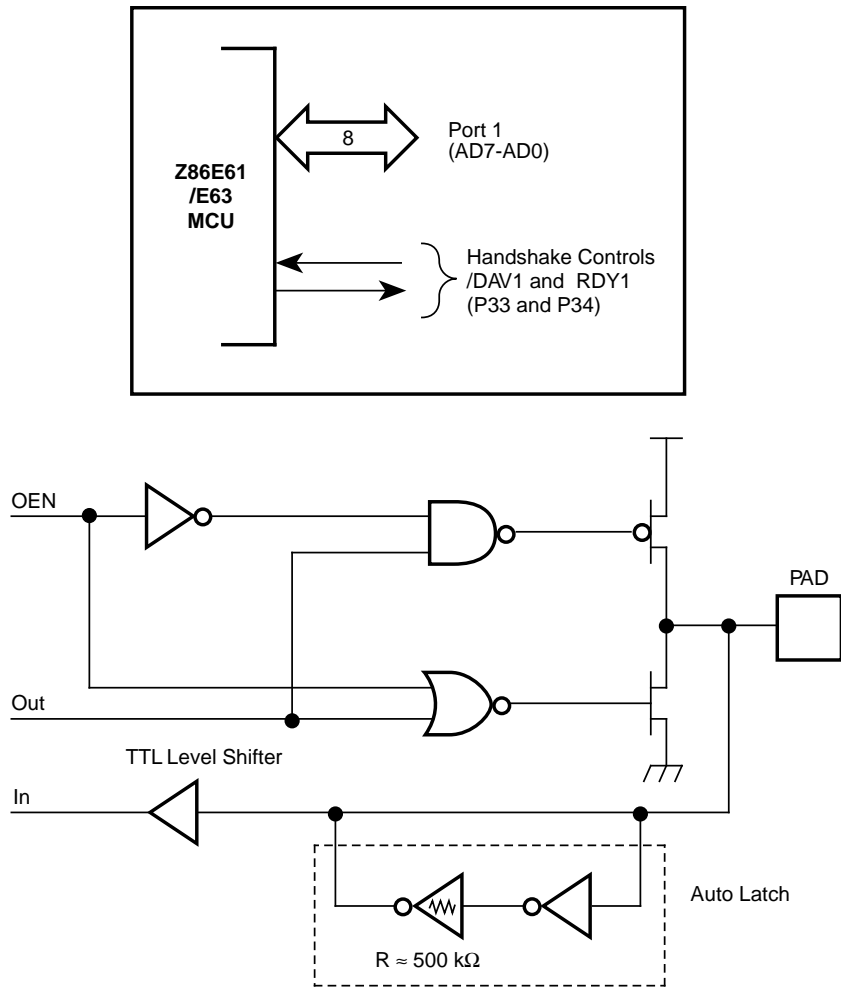 Z86E61
/E63
MCU
8
Port 1
(AD7-AD0)
Handshake Controls
/DAV1 and RDY1
(P33 and P34)
OEN
PAD
Out
TTL Level Shifter
In
Auto Latch
R ≈ 500 kΩ